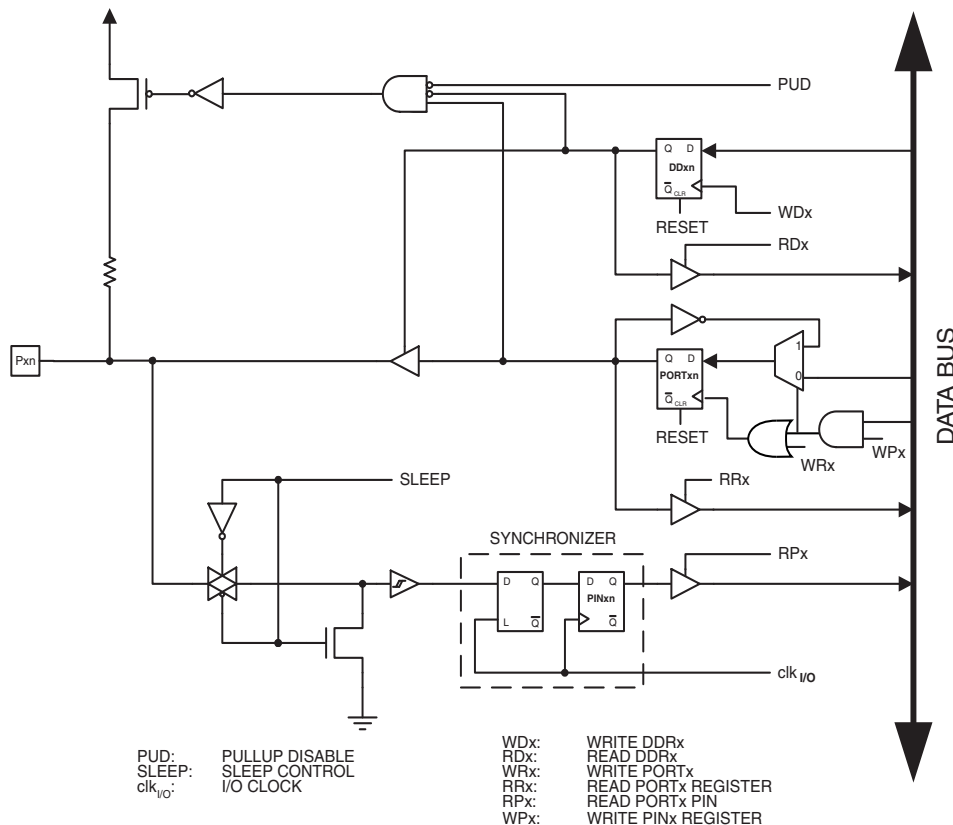 PUD
Q D
DDxn
Q CLR
WDx
RESET
RDx
Pxn
1
Q D
PORTxn
0
Q CLR
RESET
WRx
WPx
DATA BUS
SLEEP
RRx
SYNCHRONIZER
RPx
D Q
D Q
PINxn
L Q
Q
clk I/O
PUD: PULLUP DISABLE
SLEEP: SLEEP CONTROL
clkI/O: I/O CLOCK
WDx: WRITE DDRx
RDx: READ DDRx
WRx: WRITE PORTx
RRx: READ PORTx REGISTER
RPx: READ PORTx PIN
WPx: WRITE PINx REGISTER